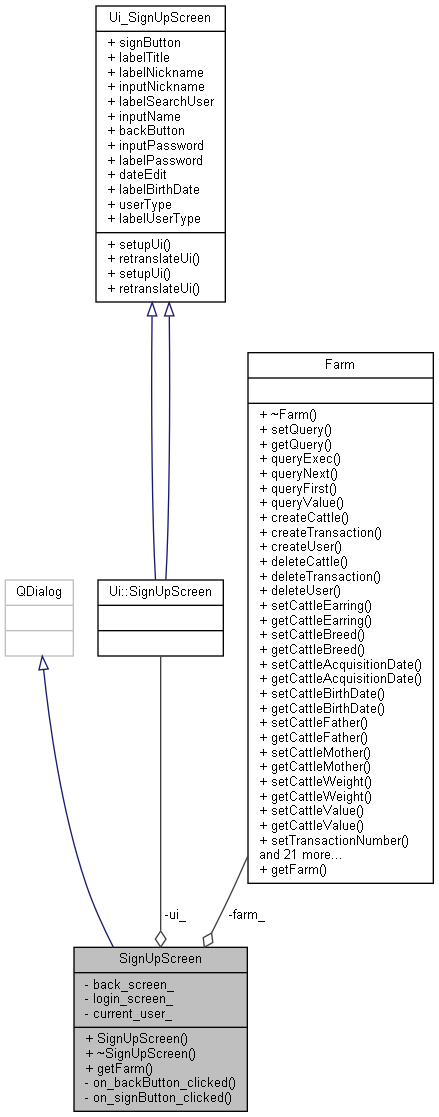 Ui_SignUpScreen
+ signButton
+ labelTitle
+ labelNickname
+ inputNickname
+ labelSearchUser
+ inputName
+ backButton
+ inputPassword
+ labelPassword
+ dateEdit
+ labelBirthDate
+ userType
+ labelUserType
+ setupUi()
+ retranslateUi()
+ setupUi()
+ retranslateUi()
Farm
+ ~Farm()
+ setQuery()
+ getQuery()
+ queryExec()
+ queryNext()
+ queryFirst()
+ queryValue()
+ createCattle()
+ createTransaction()
+ createUser()
+ deleteCattle()
+ deleteTransaction()
+ deleteUser()
+ setCattleEarring()
+ getCattleEarring()
+ setCattleBreed()
+ getCattleBreed()
+ setCattleAcquisitionDate()
+ getCattleAcquisitionDate()
+ setCattleBirthDate()
+ getCattleBirthDate()
+ setCattleFather()
+ getCattleFather()
+ setCattleMother()
+ getCattleMother()
+ setCattleWeight()
+ getCattleWeight()
+ setCattleValue()
+ getCattleValue()
+ setTransactionNumber()
and 21 more...
+ getFarm()
QDialog
Ui::SignUpScreen
-ui_
-farm_
SignUpScreen
- back_screen_
- login_screen_
- current_user_
+ SignUpScreen()
+ ~SignUpScreen()
+ getFarm()
- on_backButton_clicked()
- on_signButton_clicked()